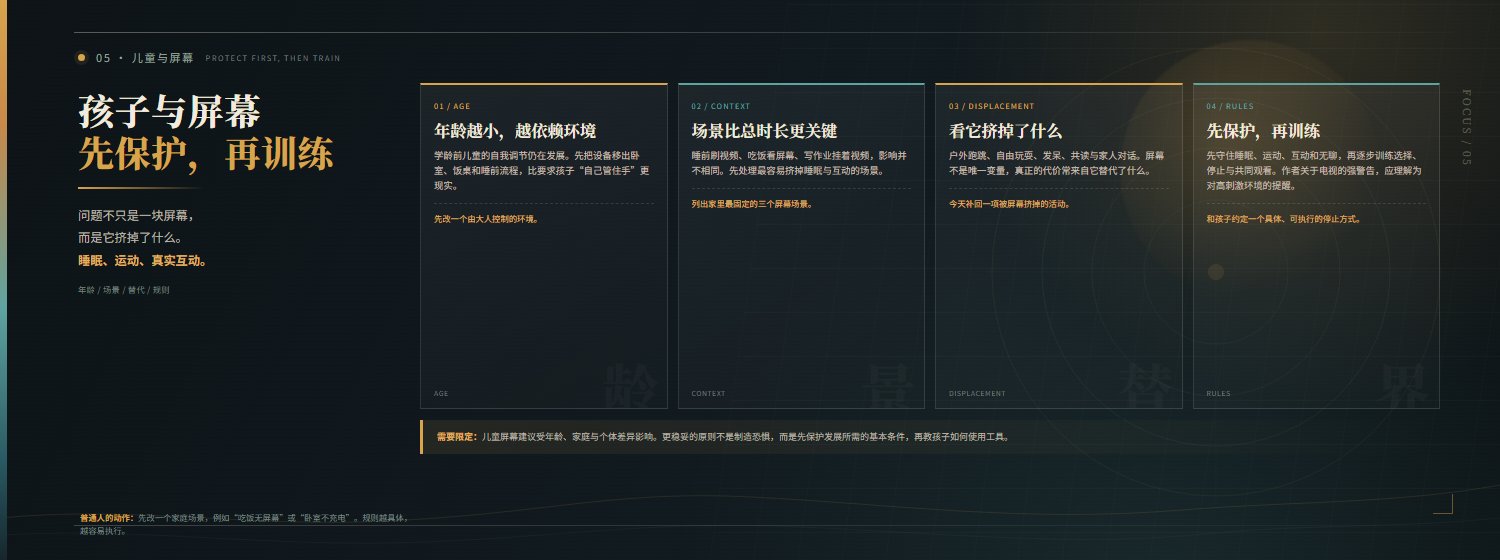 05 · 儿童与屏幕 PROTECT FIRST, THEN TRAIN
孩子与屏幕
先保护，再训练
问题不只是一块屏幕，
而是它挤掉了什么。
睡眠、运动、真实互动。
年龄 / 场景 / 替代 / 规则
01 / AGE
年龄越小，越依赖环境
学龄前儿童的自我调节仍在发展。先把设备移出卧
室、饭桌和睡前流程，比要求孩子“自己管住手”更
现实。
先改一个由大人控制的环境。
AGE
龄
02 / CONTEXT
场景比总时长更关键
睡前刷视频、吃饭看屏幕、写作业挂着视频，影响并
不相同。先处理最容易挤掉睡眠与互动的场景。
列出家里最固定的三个屏幕场景。
CONTEXT
景
03 / DISPLACEMENT
看它挤掉了什么
户外跑跳、自由玩耍、发呆、共读与家人对话。屏幕
不是唯一变量，真正的代价常来自它替代了什么。
今天补回一项被屏幕挤掉的活动。
DISPLACEMENT
替
04 / RULES
先保护，再训练
先守住睡眠、运动、互动和无聊，再逐步训练选择、
停止与共同观看。作者关于电视的强警告，应理解为
对高刺激环境的提醒。
和孩子约定一个具体、可执行的停止方式。
RULES
界
FOCUS / 05
需要限定：儿童屏幕建议受年龄、家庭与个体差异影响。更稳妥的原则不是制造恐惧，而是先保护发展所需的基本条件，再教孩子如何使用工具。
普通人的动作：先改一个家庭场景，例如“吃饭无屏幕”或“卧室不充电”。规则越具体，
越容易执行。